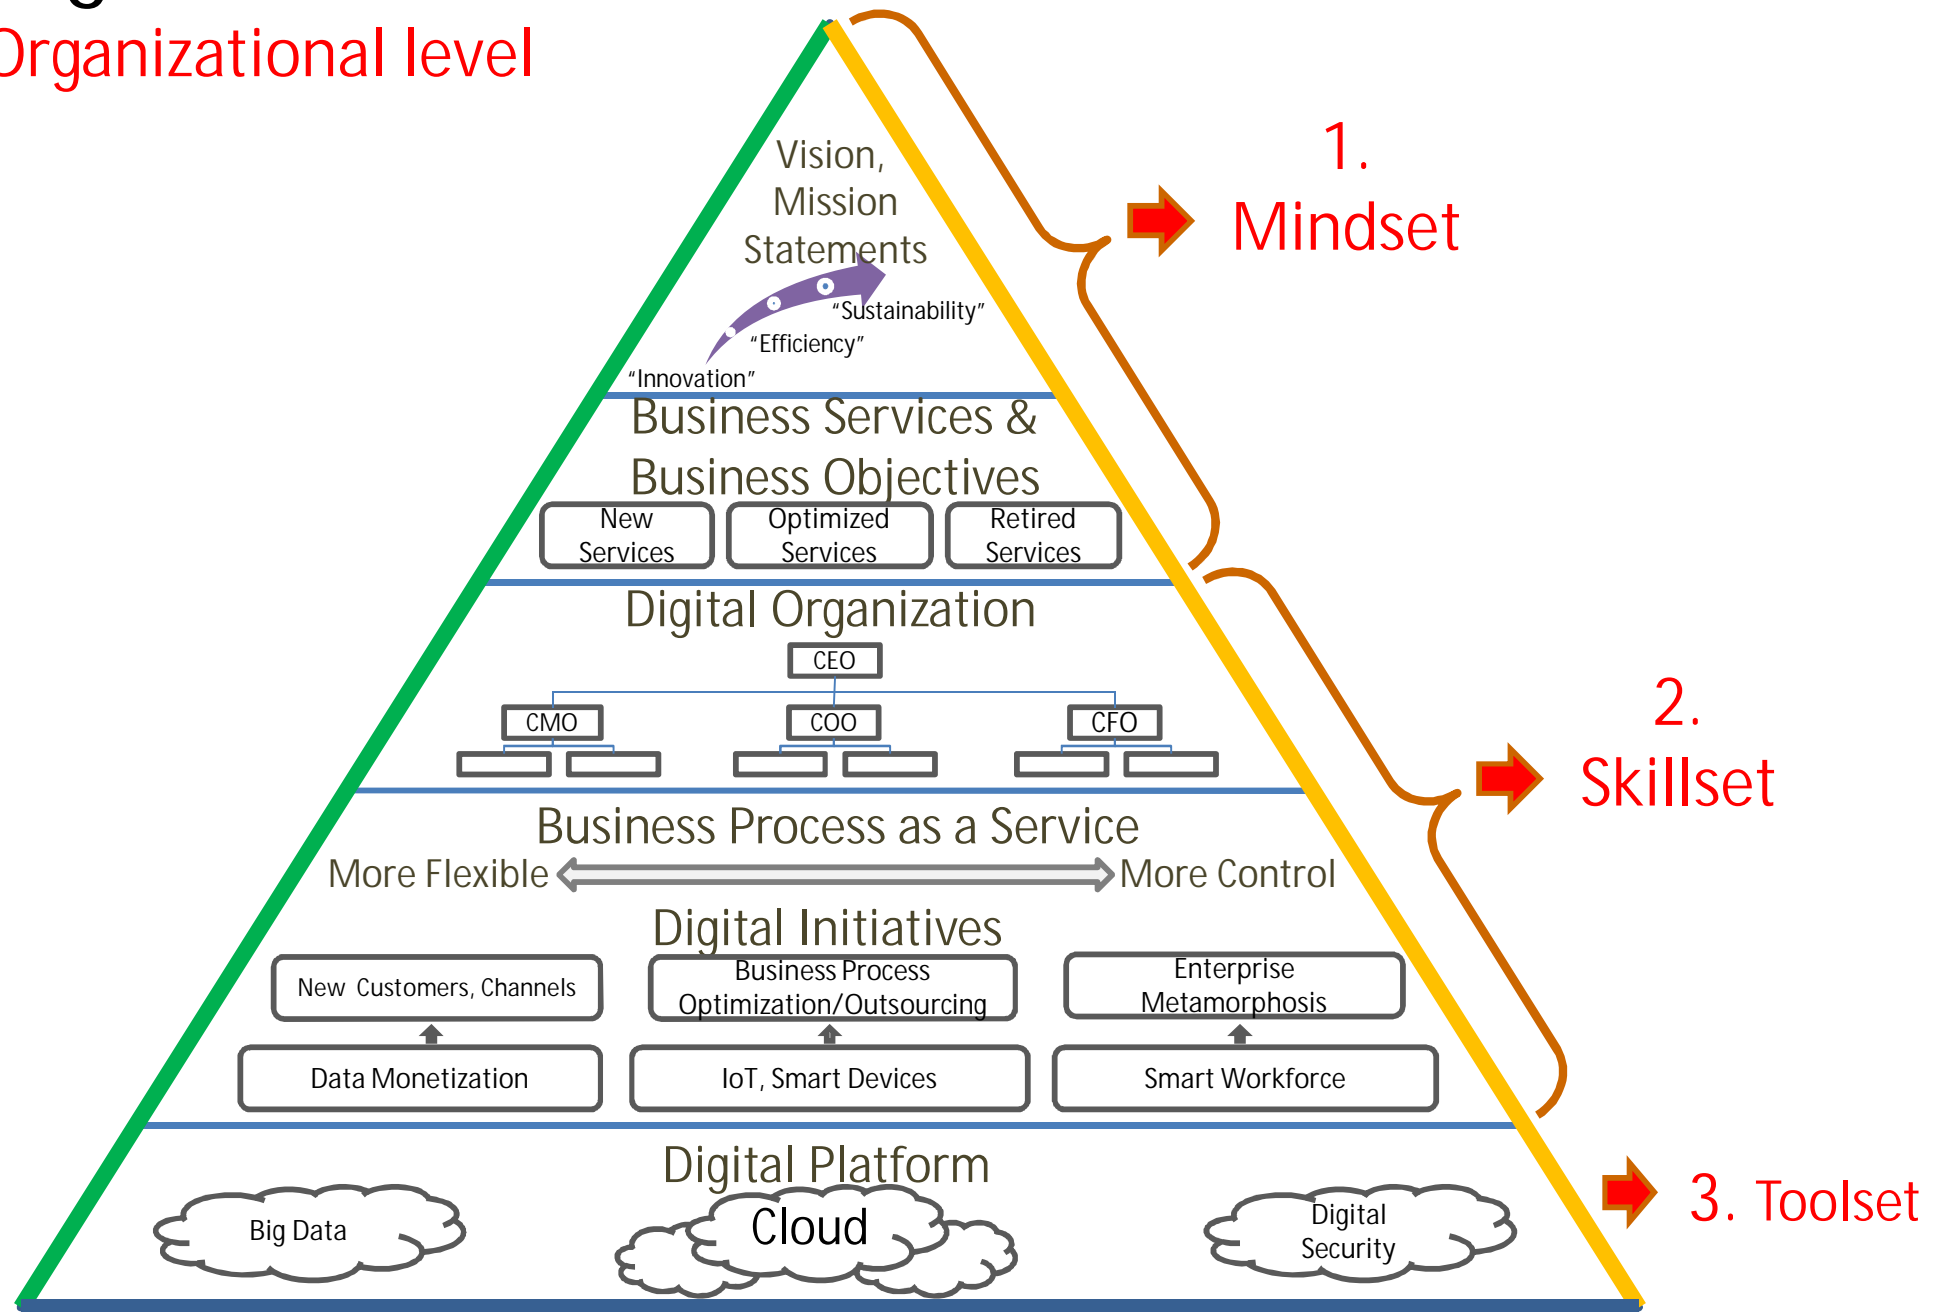 Organizational level
Vision,
Mission
Statements
“Sustainability”
“Efficiency”
“Innovation”
1.
Mindset
Business Services &
Business Objectives
New
Services
Optimized
Services
Retired
Services
Digital Organization
CEO
CMO
COO
CFO
2.
Skillset
Business Process as a Service
More Flexible
More Control
Digital Initiatives
New Customers, Channels
Business Process
Optimization/Outsourcing
Enterprise
Metamorphosis
Data Monetization
IoT, Smart Devices
Smart Workforce
Digital Platform
Big Data
Cloud
Digital
Security
3. Toolset